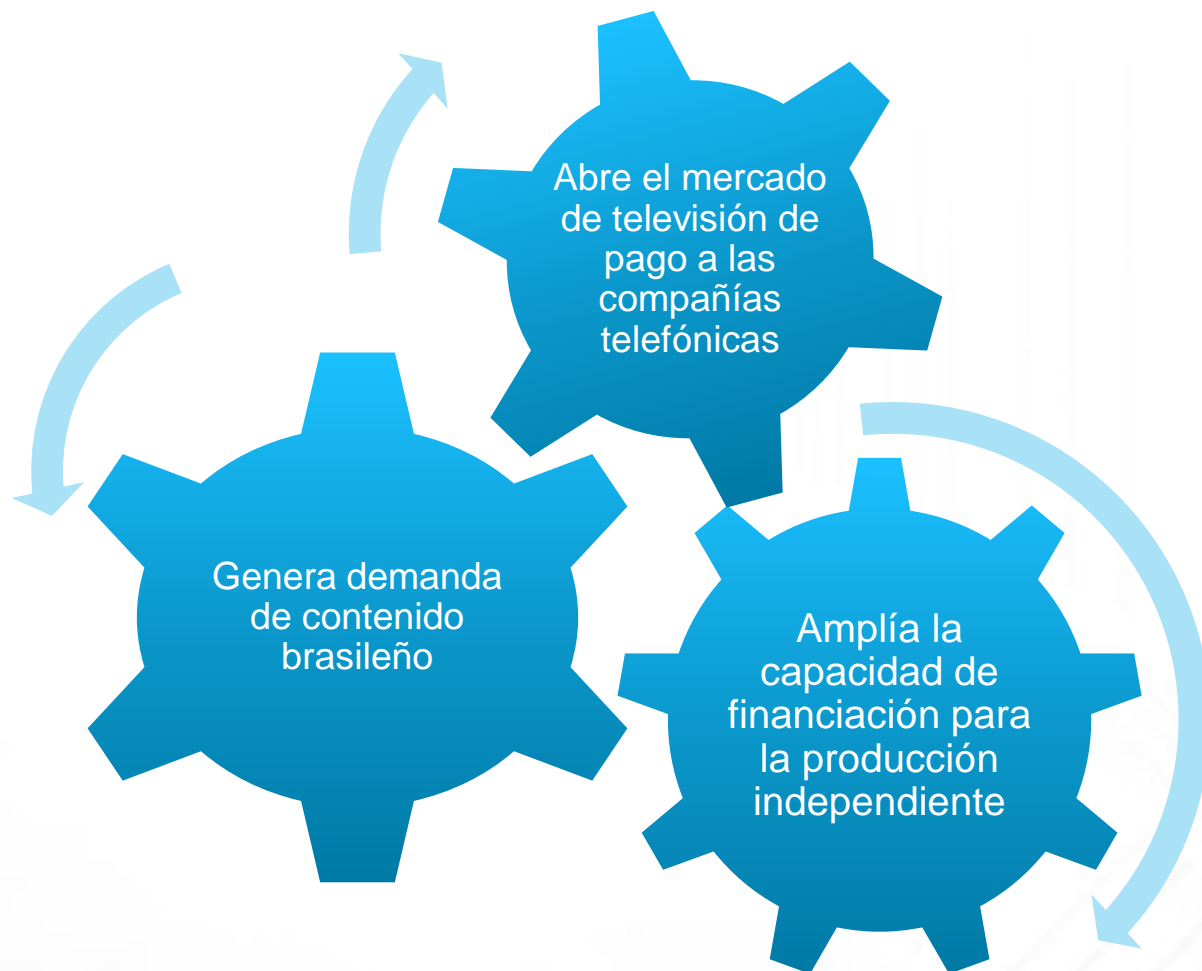 Abre el mercado
de televisión de
pago a las
compañías
telefónicas
Genera demanda
de contenido
brasileño
Amplía la
capacidad de
financiación para
la producción
independiente